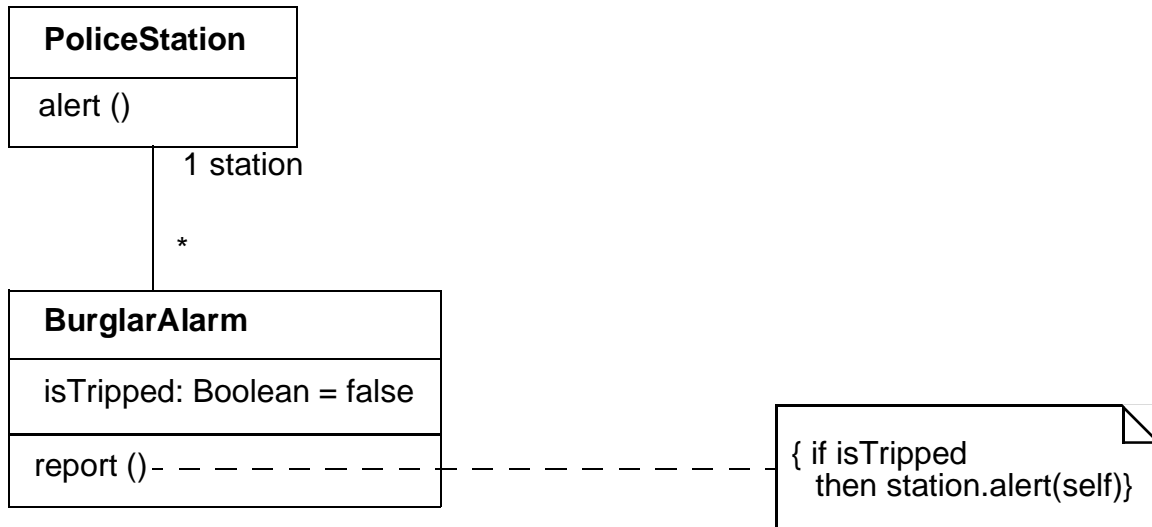 PoliceStation
alert ()
1 station
*
BurglarAlarm
isTripped: Boolean = false
report ()
{ if isTripped
then station.alert(self)}